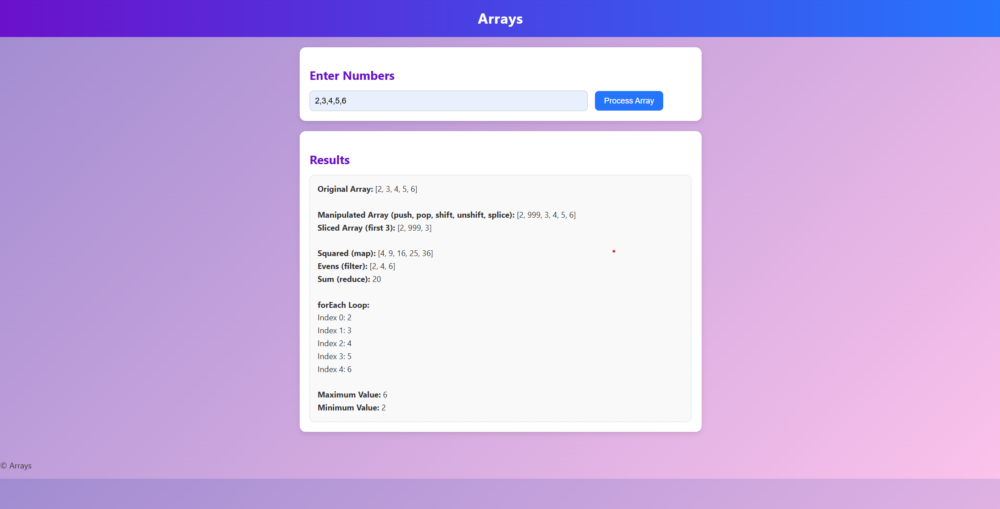 Arrays
Enter Numbers
2,3,4,5,6
Process Array
Results
Original Array: [2, 3, 4, 5, 6]
Manipulated Array (push, pop, shift, unshift, splice): [2, 999, 3, 4, 5, 6]
Sliced Array (first 3): [2, 999, 3]
Squared (map): [4, 9, 16, 25, 36]
Evens (filter): [2, 4, 6]
Sum (reduce): 20
forEach Loop:
Index 0: 2
Index 1: 3
Index 2: 4
Index 3: 5
Index 4: 6
Maximum Value: 6
Minimum Value: 2
© Arrays